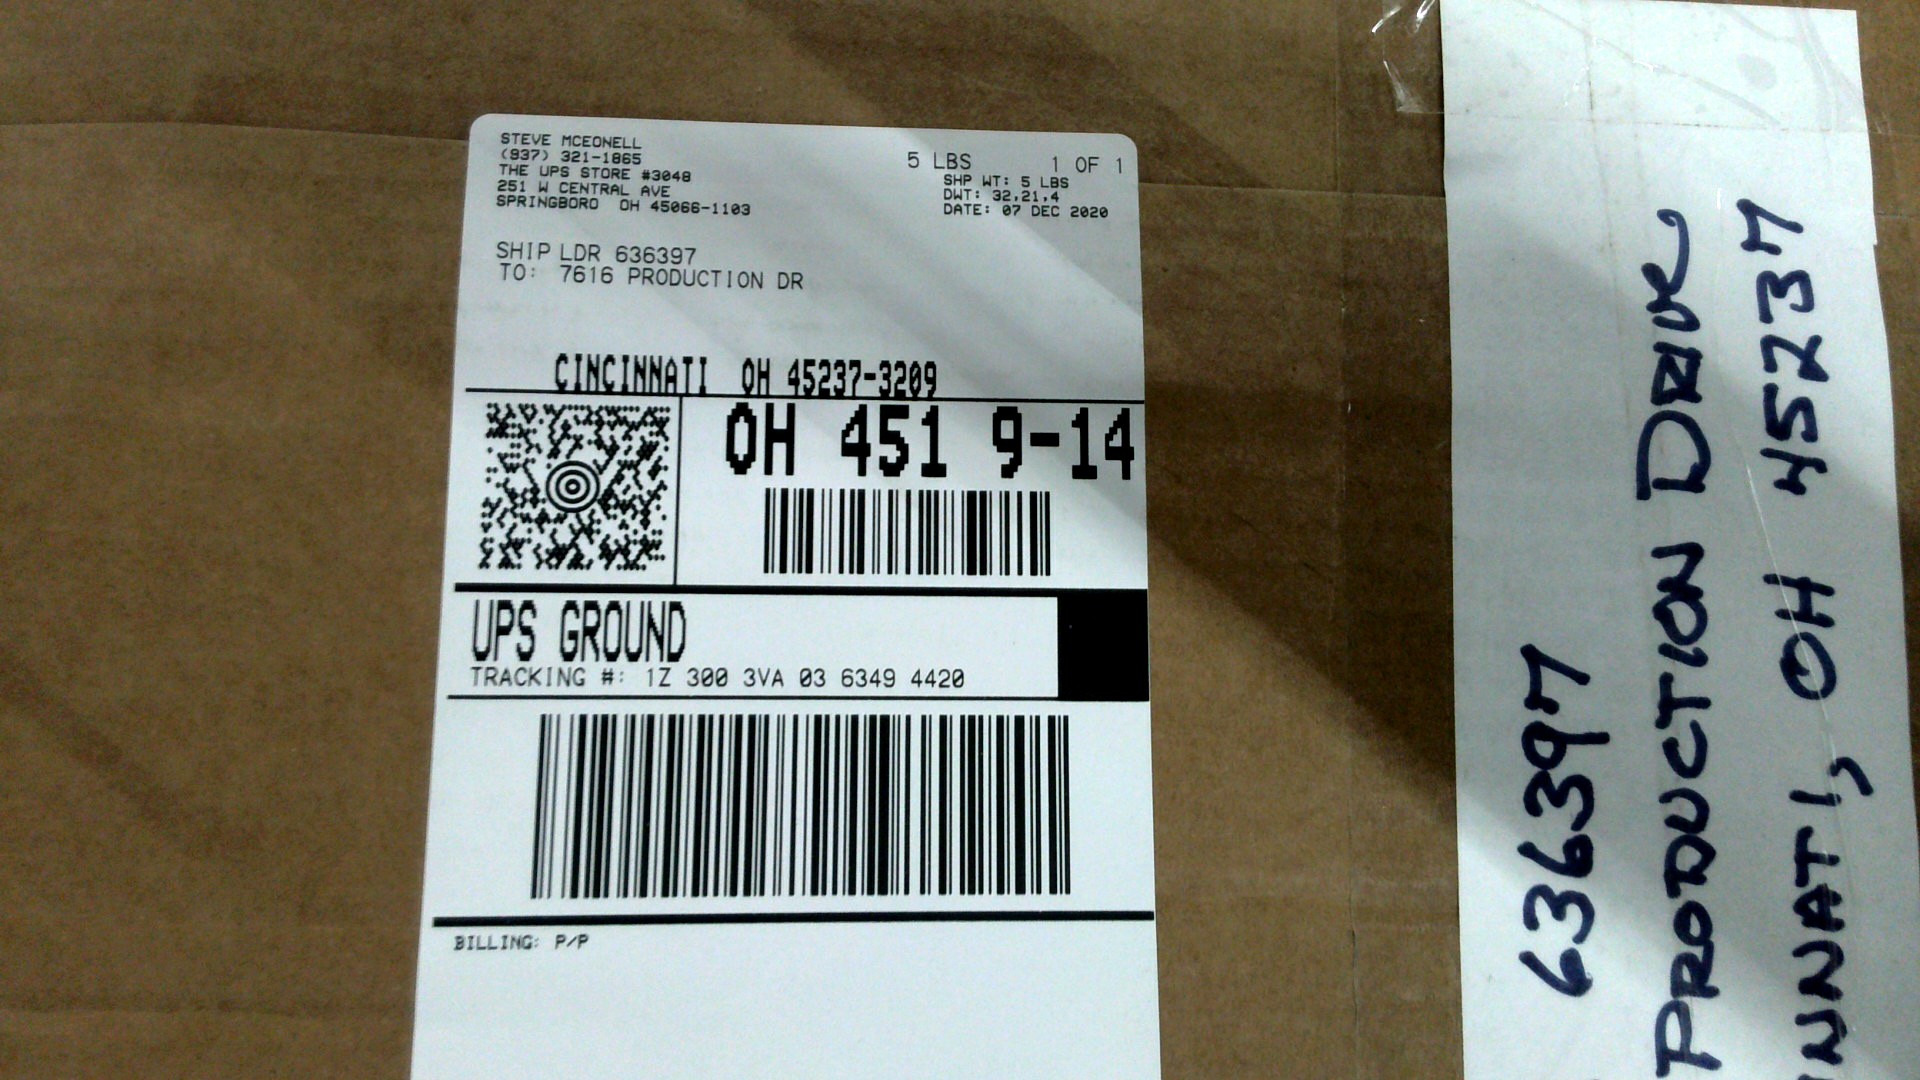 STEVE MCEONELL
(937) 321-1865
THE UPS STORE #3048
251 W CENTRAL AVE
SPRINGBORO OH 45066-1103
5 LBS 1 OF 1
SHP WT: 5 LBS
DWT: 32,21,4
DATE: 07 DEC 2020
SHIP LDR 636397
TO: 7616 PRODUCTION DR
CINCINNATI OH 45237-3209
OH 451 9-14
UPS GROUND
TRACKING #: 1Z 300 3VA 03 6349 4420
BILLING: P/P
636397
PRODUCTION DRIVE
INNATI, OH 45237